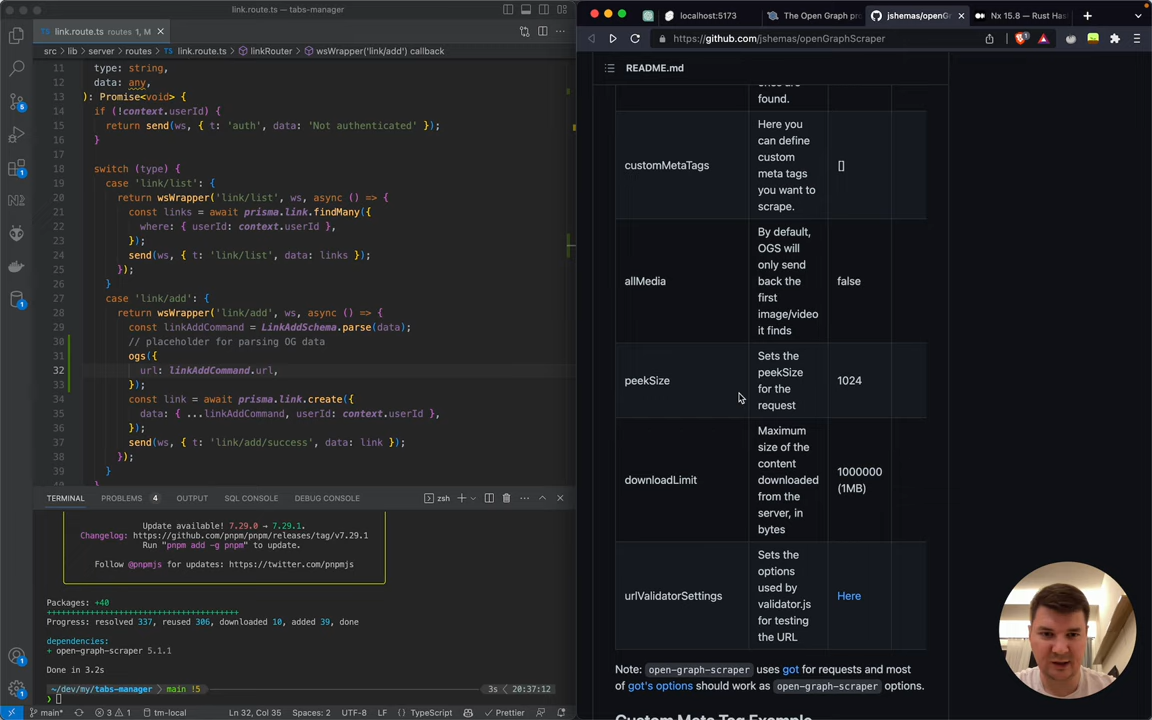 link.route.ts — tabs-manager
link.route.ts routes 1, M
src > lib > server > routes > link.route.ts > linkRouter > wsWrapper('link/add') callback
11 type: string,
12 data: any,
13 ): Promise<void> {
14 if (!context.userId) {
15 return send(ws, { t: 'auth', data: 'Not authenticated' });
16 }
17
18 switch (type) {
19 case 'link/list': {
20 return wsWrapper('link/list', ws, async () => {
21 const links = await prisma.link.findMany({
22 where: { userId: context.userId },
23 });
24 send(ws, { t: 'link/list', data: links });
25 });
26 }
27 case 'link/add': {
28 return wsWrapper('link/add', ws, async () => {
29 const linkAddCommand = LinkAddSchema.parse(data);
30 // placeholder for parsing OG data
31 ogs({
32 url: linkAddCommand.url,
33 });
34 const link = await prisma.link.create({
35 data: { ...linkAddCommand, userId: context.userId },
36 });
37 send(ws, { t: 'link/add/success', data: link });
38 });
39 }
TERMINAL PROBLEMS 4 OUTPUT SQL CONSOLE DEBUG CONSOLE zsh
Update available! 7.29.0 → 7.29.1.
Changelog: https://github.com/pnpm/pnpm/releases/tag/v7.29.1
Run "pnpm add -g pnpm" to update.
Follow @pnpmjs for updates: https://twitter.com/pnpmjs
Packages: +40
++++++++++++++++++++++++++++++++++++++++
Progress: resolved 337, reused 306, downloaded 10, added 39, done
dependencies:
+ open-graph-scraper 5.1.1
Done in 3.2s
~/dev/my/tabs-manager main !5 3s 20:37:12
main* 3 1 tm-local Ln 32, Col 35 Spaces: 2 UTF-8 LF TypeScript Prettier
localhost:5173 The Open Graph pro jshemas/openG Nx 15.8 — Rust Has
https://github.com/jshemas/openGraphScraper
README.md
found.
customMetaTags
Here you
can define
custom
meta tags
you want to
scrape.
[]
allMedia
By default,
OGS will
only send
back the
first
image/video
it finds
false
peekSize
Sets the
peekSize
for the
request
1024
downloadLimit
Maximum
size of the
content
downloaded
from the
server, in
bytes
1000000
(1MB)
urlValidatorSettings
Sets the
options
used by
validator.js
for testing
the URL
Here
Note: open-graph-scraper uses got for requests and most
of got's options should work as open-graph-scraper options.